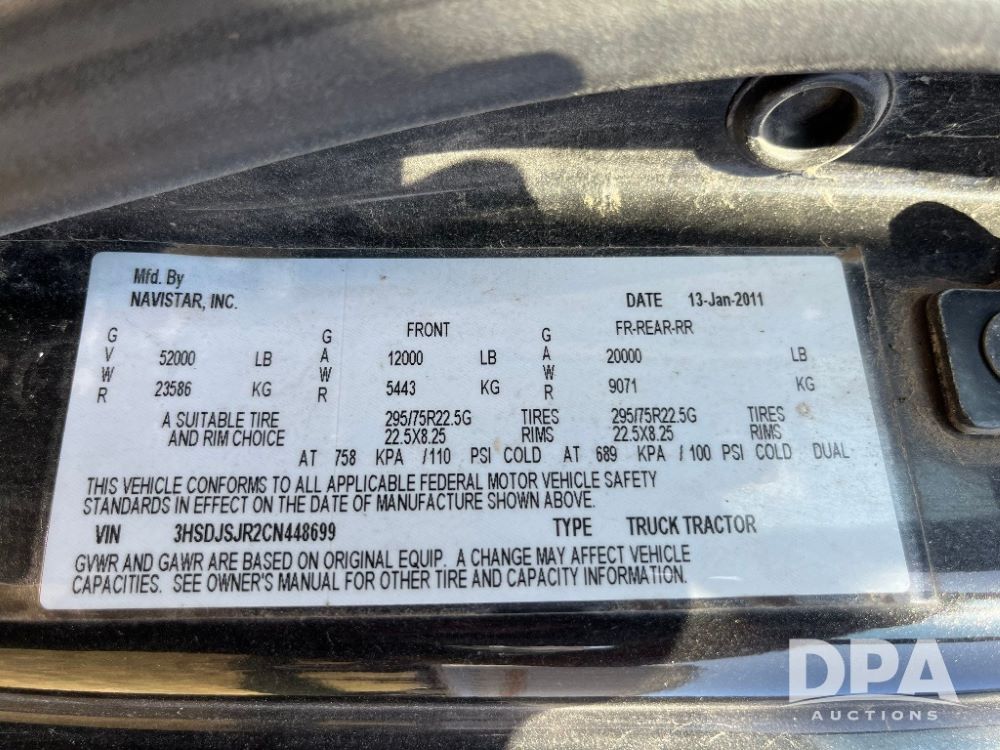 Mfd. By
NAVISTAR, INC. DATE 13-Jan-2011
GVWR GAWR FRONT GAWR FR-REAR-RR
52000 LB 12000 LB 20000 LB
23586 KG 5443 KG 9071 KG
A SUITABLE TIRE 295/75R22.5G TIRES 295/75R22.5G TIRES
AND RIM CHOICE 22.5X8.25 RIMS 22.5X8.25 RIMS
AT 758 KPA /110 PSI COLD AT 689 KPA /100 PSI COLD DUAL
THIS VEHICLE CONFORMS TO ALL APPLICABLE FEDERAL MOTOR VEHICLE SAFETY
STANDARDS IN EFFECT ON THE DATE OF MANUFACTURE SHOWN ABOVE.
VIN 3HSDJSJR2CN448699 TYPE TRUCK TRACTOR
GVWR AND GAWR ARE BASED ON ORIGINAL EQUIP. A CHANGE MAY AFFECT VEHICLE
CAPACITIES. SEE OWNER'S MANUAL FOR OTHER TIRE AND CAPACITY INFORMATION.
DPA
AUCTIONS